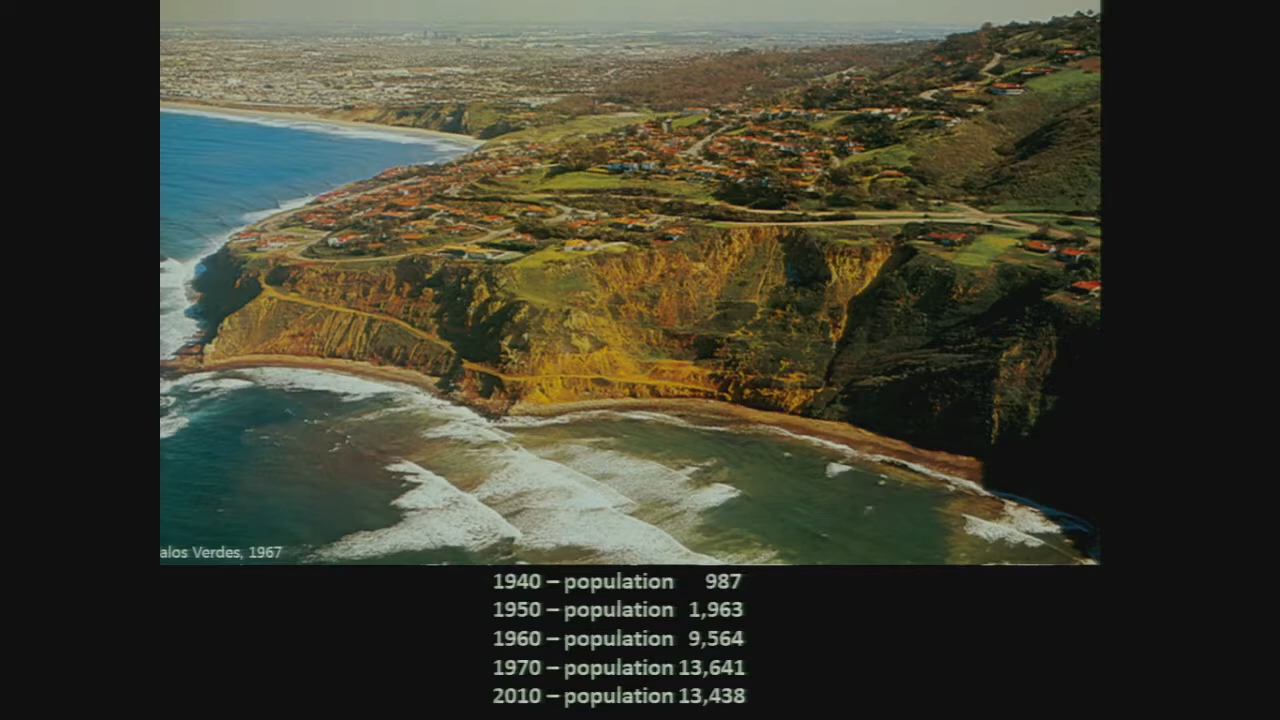 alos Verdes, 1967
1940 – population 987
1950 – population 1,963
1960 – population 9,564
1970 – population 13,641
2010 – population 13,438